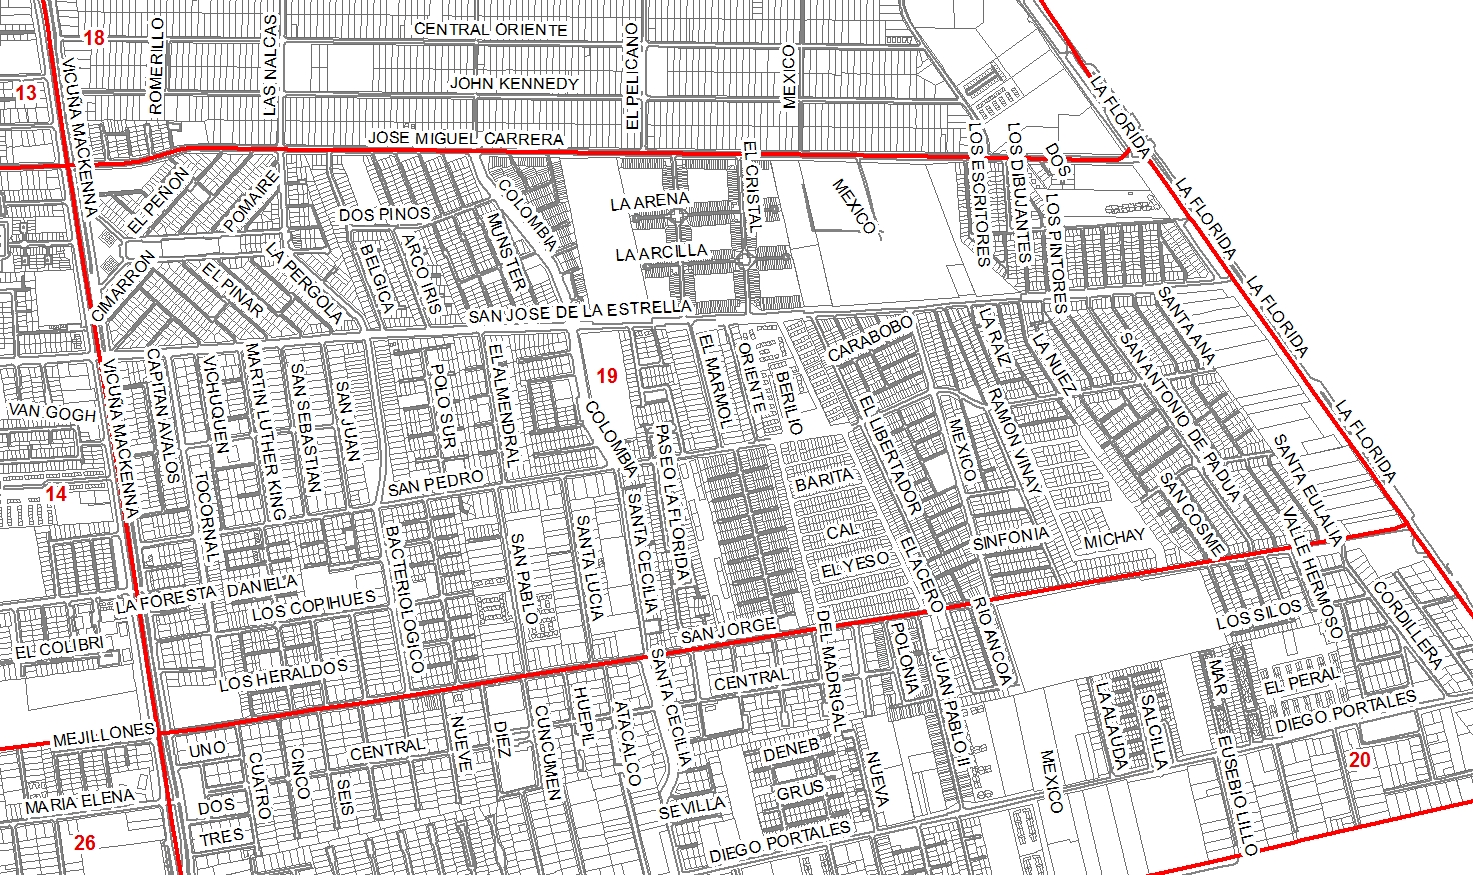 CENTRAL ORIENTE
18
ROMERILLO
LAS NALCAS
EL PELICANO
MEXICO
JOHN KENNEDY
13
VICUÑA MACKENNA
JOSE MIGUEL CARRERA
LA FLORIDA
LOS ESCRITORES
LOS DIBUJANTES
DOS
LOS PINTORES
EL CRISTAL
MEXICO
LA ARENA
LA ARCILLA
COLOMBIA
MUNSTER
DOS PINOS
EL PEÑON
POMAIRE
BELGICA
ARCO IRIS
LA PERGOLA
EL PINAR
CIMARRON
LA FLORIDA
LA FLORIDA
SAN JOSE DE LA ESTRELLA
CARABOBO
LA RAIZ
LA NUEZ
SANTA ANA
SAN ANTONIO DE PADUA
VICUÑA MACKENNA
CAPITAN AVALOS
VICHUQUEN
MARTIN LUTHER KING
SAN SEBASTIAN
SAN JUAN
POLO SUR
EL ALMENDRAL
19
EL MARMOL
ORIENTE
BERILIO
VAN GOGH
COLOMBIA
PASEO LA FLORIDA
EL LIBERTADOR
MEXICO
RAMON VINAY
LA FLORIDA
SANTA EULALIA
14
TOCORNAL
SAN PEDRO
BARITA
SAN COSME
VALLE HERMOSO
BACTERIOLOGICO
SAN PABLO
SANTA LUCIA
SANTA CECILIA
CAL
EL YESO
EL ACERO
SINFONIA
MICHAY
LA FORESTA
DANIELA
LOS COPIHUES
RIO ANCOA
CORDILLERA
LOS SILOS
SAN JORGE
EL COLIBRI
LOS HERALDOS
SANTA CECILIA
CENTRAL
DEL MADRIGAL
POLONIA
JUAN PABLO II
LA ALAUDA
SALCILLA
MAR
EL PERAL
DIEGO PORTALES
MEJILLONES
UNO
CUATRO
CINCO
SEIS
CENTRAL
NUEVE
DIEZ
CUNCUMEN
HUEPIL
ATACALCO
DENEB
GRUS
NUEVA
MEXICO
EUSEBIO LILLO
20
MARIA ELENA
DOS
TRES
SEVILLA
DIEGO PORTALES
26